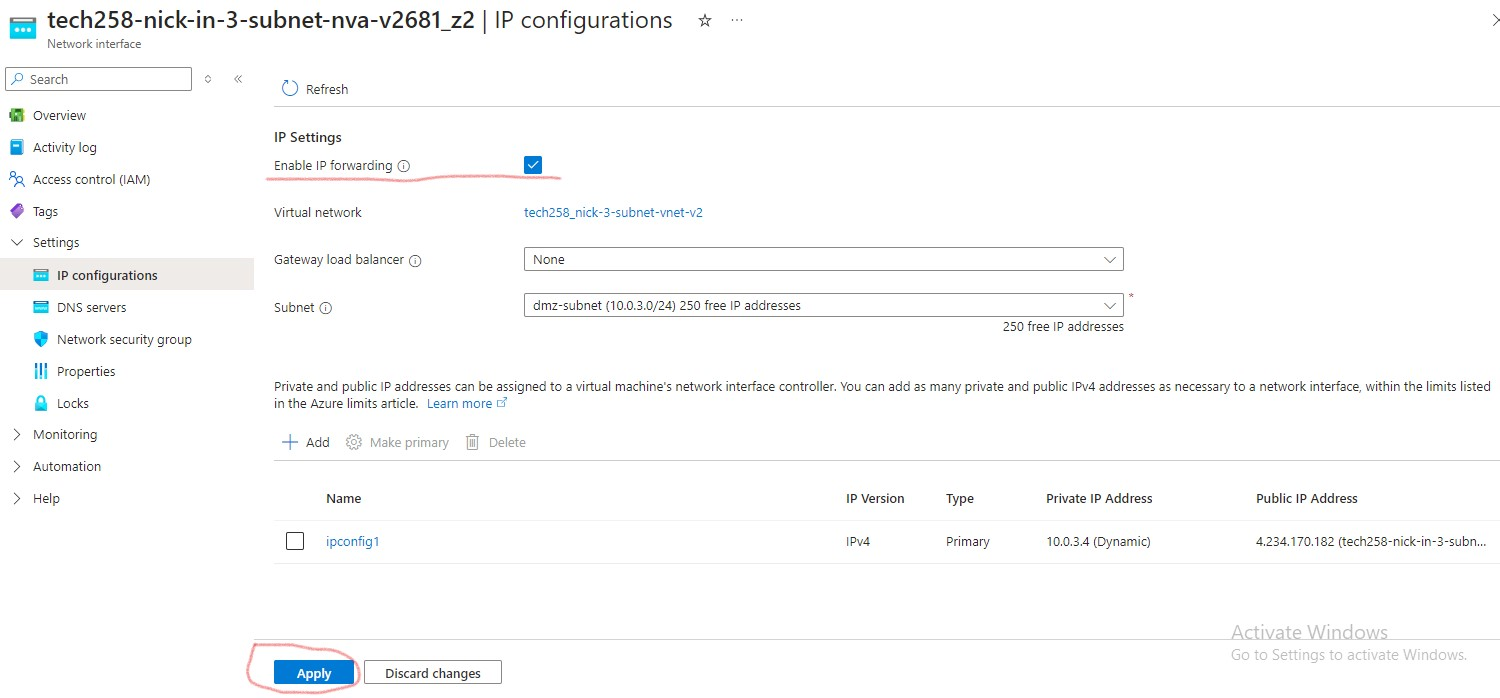 tech258-nick-in-3-subnet-nva-v2681_z2 | IP configurations ☆ ...
Network interface
Search
Overview
Activity log
Access control (IAM)
Tags
Settings
IP configurations
DNS servers
Network security group
Properties
Locks
Monitoring
Automation
Help
Refresh
IP Settings
Enable IP forwarding
Virtual network tech258_nick-3-subnet-vnet-v2
Gateway load balancer None
Subnet dmz-subnet (10.0.3.0/24) 250 free IP addresses *
250 free IP addresses
Private and public IP addresses can be assigned to a virtual machine's network interface controller. You can add as many private and public IPv4 addresses as necessary to a network interface, within the limits listed
in the Azure limits article. Learn more
Add Make primary Delete
Name IP Version Type Private IP Address Public IP Address
ipconfig1 IPv4 Primary 10.0.3.4 (Dynamic) 4.234.170.182 (tech258-nick-in-3-subn...
Apply Discard changes
Activate Windows
Go to Settings to activate Windows.